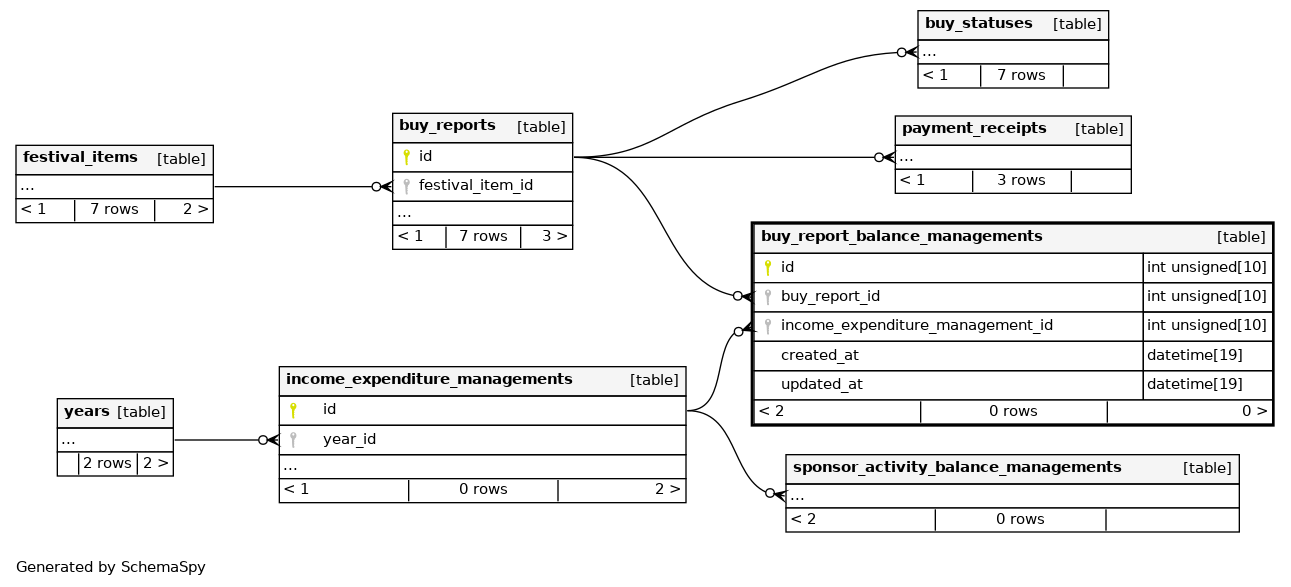 buy_statuses [table]
...
< 1 7 rows
buy_reports [table]
id
festival_item_id
...
< 1 7 rows 3 >
payment_receipts [table]
...
< 1 3 rows
festival_items [table]
...
< 1 7 rows 2 >
buy_report_balance_managements [table]
id int unsigned[10]
buy_report_id int unsigned[10]
income_expenditure_management_id int unsigned[10]
created_at datetime[19]
updated_at datetime[19]
< 2 0 rows 0 >
income_expenditure_managements [table]
id
year_id
...
< 1 0 rows 2 >
years [table]
...
2 rows 2 >
sponsor_activity_balance_managements [table]
...
< 2 0 rows
Generated by SchemaSpy